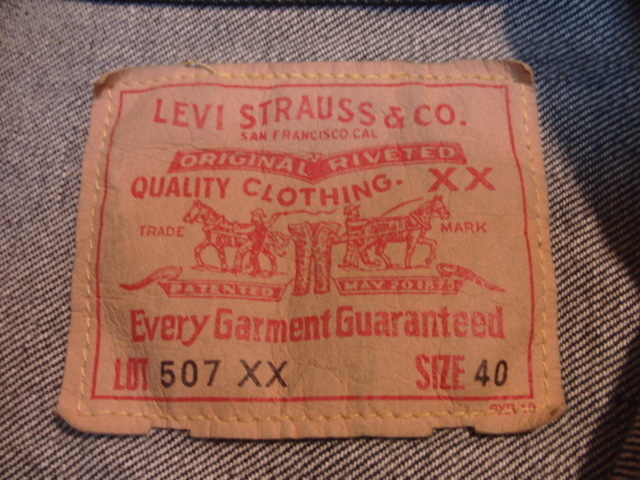 LEVI STRAUSS & CO.
SAN FRANCISCO. CAL
ORIGINAL RIVETED
QUALITY CLOTHING. XX
TRADE MARK
PATENTED MAY 20 1873
Every Garment Guaranteed
LOT 507 XX SIZE 40